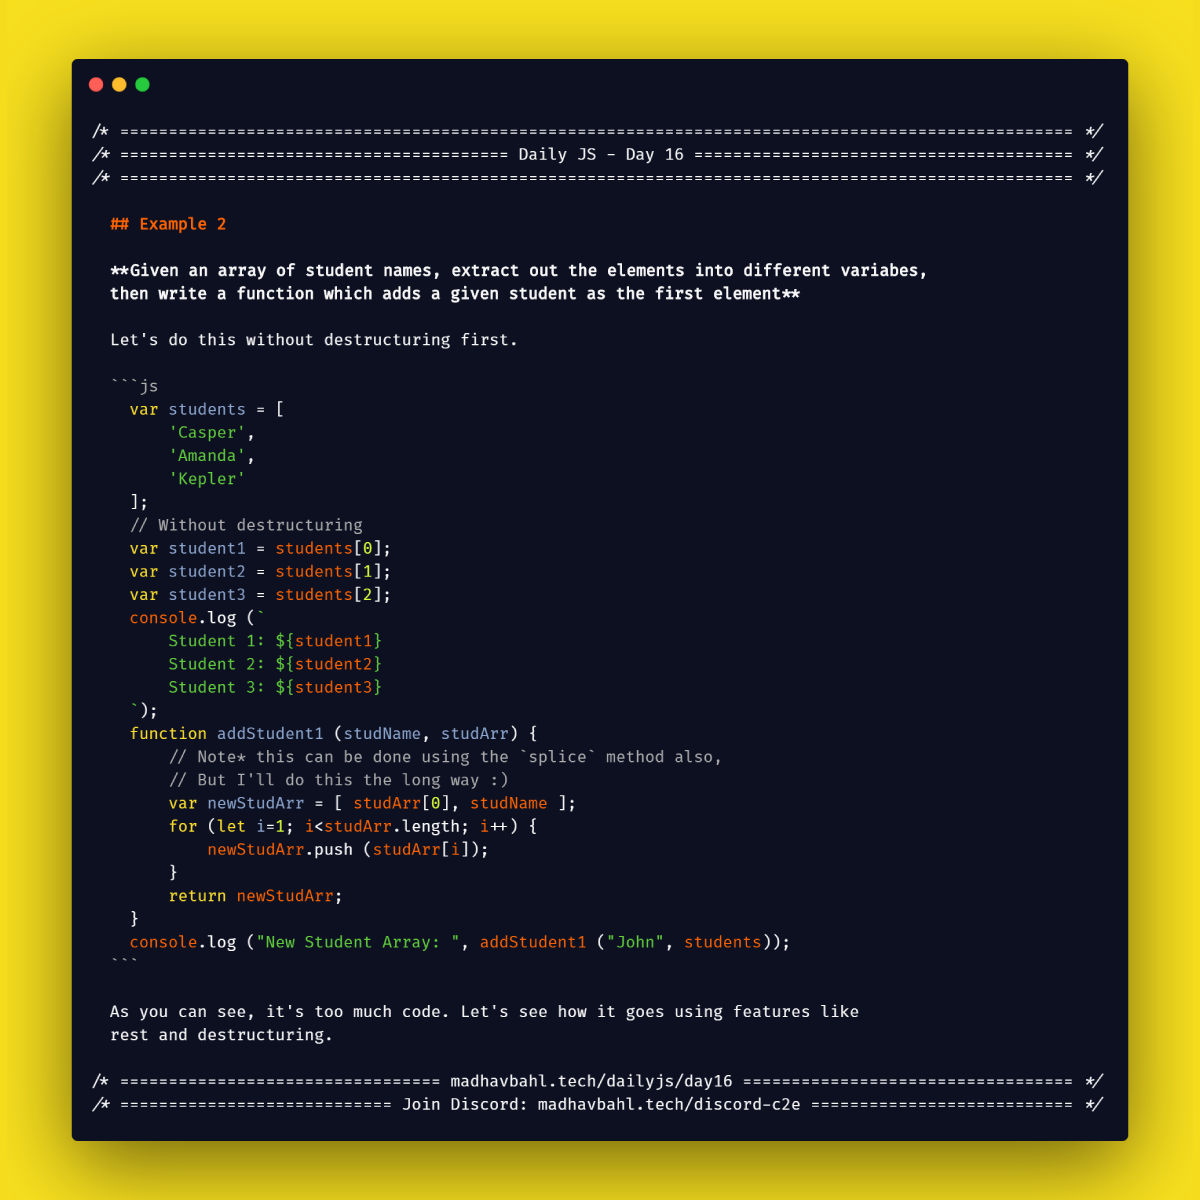 /* ================================================================================================== */
/* ======================================== Daily JS - Day 16 ======================================= */
/* ================================================================================================== */
## Example 2
**Given an array of student names, extract out the elements into different variabes,
then write a function which adds a given student as the first element**
Let's do this without destructuring first.
```js
var students = [
'Casper',
'Amanda',
'Kepler'
];
// Without destructuring
var student1 = students[0];
var student2 = students[1];
var student3 = students[2];
console.log (`
Student 1: ${student1}
Student 2: ${student2}
Student 3: ${student3}
`);
function addStudent1 (studName, studArr) {
// Note* this can be done using the `splice` method also,
// But I'll do this the long way :)
var newStudArr = [ studArr[0], studName ];
for (let i=1; i<studArr.length; i++) {
newStudArr.push (studArr[i]);
}
return newStudArr;
}
console.log ("New Student Array: ", addStudent1 ("John", students));
```
As you can see, it's too much code. Let's see how it goes using features like
rest and destructuring.
/* ================================= madhavbahl.tech/dailyjs/day16 ================================== */
/* ============================ Join Discord: madhavbahl.tech/discord-c2e =========================== */